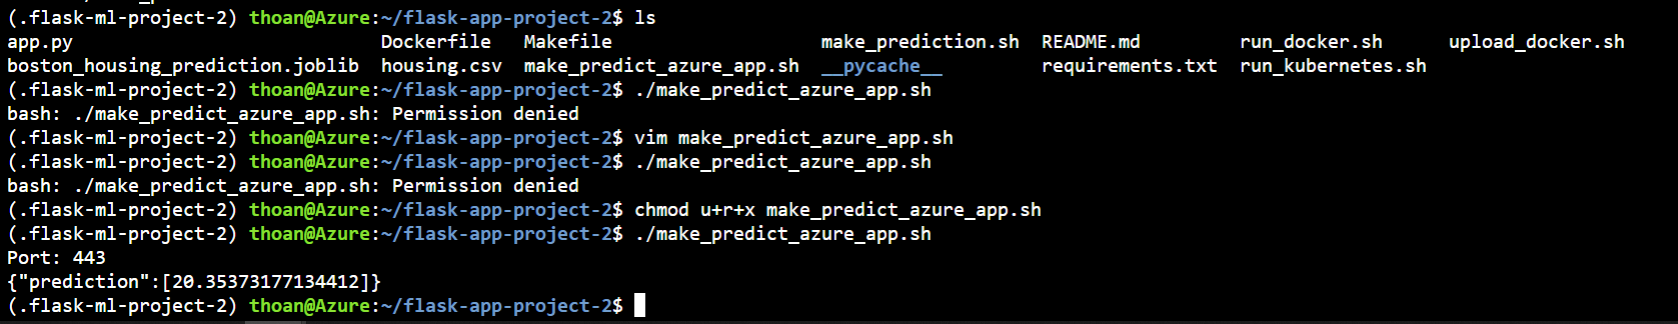 (.flask-ml-project-2) thoan@Azure:~/flask-app-project-2$ ls
app.py Dockerfile Makefile make_prediction.sh README.md run_docker.sh upload_docker.sh
boston_housing_prediction.joblib housing.csv make_predict_azure_app.sh __pycache__ requirements.txt run_kubernetes.sh
(.flask-ml-project-2) thoan@Azure:~/flask-app-project-2$ ./make_predict_azure_app.sh
bash: ./make_predict_azure_app.sh: Permission denied
(.flask-ml-project-2) thoan@Azure:~/flask-app-project-2$ vim make_predict_azure_app.sh
(.flask-ml-project-2) thoan@Azure:~/flask-app-project-2$ ./make_predict_azure_app.sh
bash: ./make_predict_azure_app.sh: Permission denied
(.flask-ml-project-2) thoan@Azure:~/flask-app-project-2$ chmod u+r+x make_predict_azure_app.sh
(.flask-ml-project-2) thoan@Azure:~/flask-app-project-2$ ./make_predict_azure_app.sh
Port: 443
{"prediction":[20.35373177134412]}
(.flask-ml-project-2) thoan@Azure:~/flask-app-project-2$